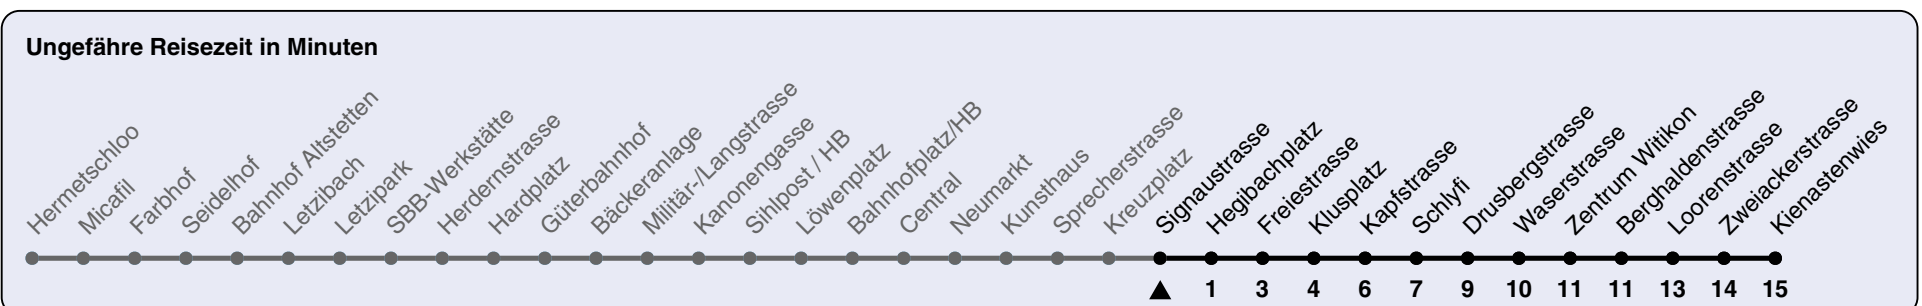 Ungefähre Reisezeit in Minuten
Hermetschloo
Micafil
Farbhof
Seidelhof
Bahnhof Altstetten
Letzibach
Letzipark
SBB-Werkstätte
Herdernstrasse
Hardplatz
Güterbahnhof
Bäckeranlage
Militär-/Langstrasse
Kanonengasse
Sihlpost / HB
Löwenplatz
Bahnhofplatz/HB
Central
Neumarkt
Kunsthaus
Sprecherstrasse
Kreuzplatz
Signaustrasse
Hegibachplatz
Freiestrasse
Klusplatz
Kapfstrasse
Schlyfi
Drusbergstrasse
Waserstrasse
Zentrum Witikon
Berghaldenstrasse
Loorenstrasse
Zweiackerstrasse
Kienastenwies
1 3 4 6 7 9 10 11 11 13 14 15